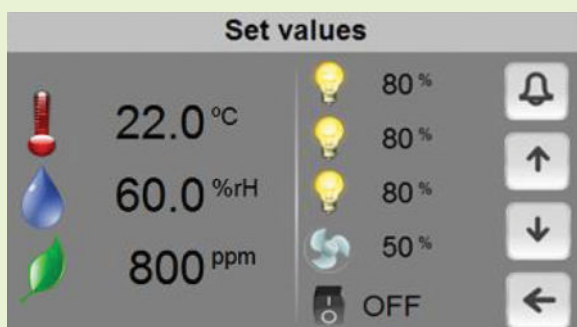 Set values
22.0 °C
60.0 %rH
800 ppm
80 %
80 %
80 %
50 %
OFF